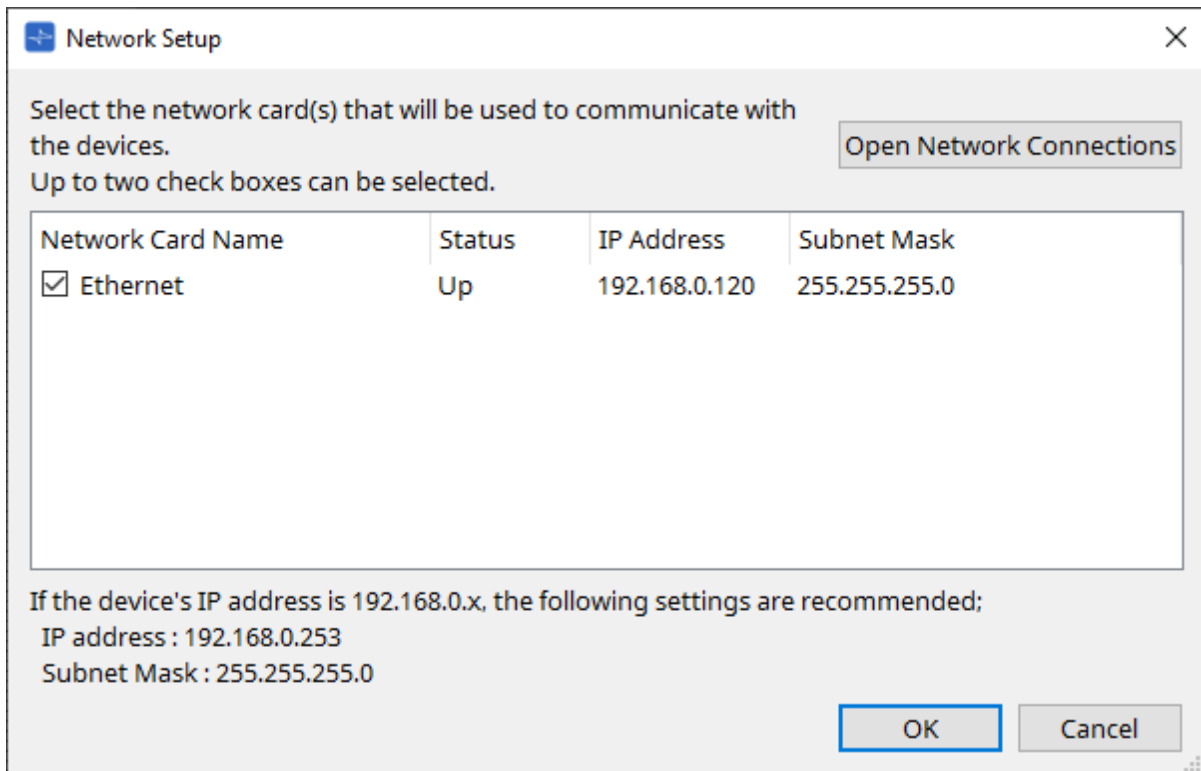 Network Setup
Select the network card(s) that will be used to communicate with
the devices.
Up to two check boxes can be selected.
Open Network Connections
Network Card Name Status IP Address Subnet Mask
Ethernet Up 192.168.0.120 255.255.255.0
If the device's IP address is 192.168.0.x, the following settings are recommended;
IP address : 192.168.0.253
Subnet Mask : 255.255.255.0
OK Cancel